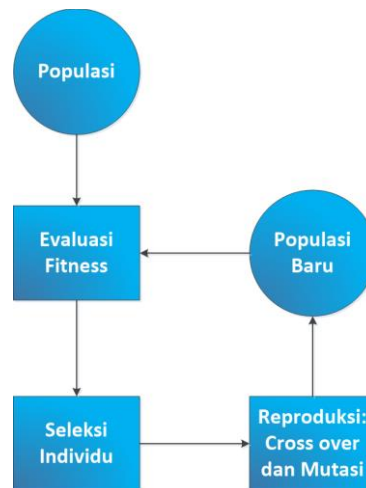 Populasi
Evaluasi
Fitness
Populasi
Baru
Seleksi
Individu
Reproduksi:
Cross over
dan Mutasi